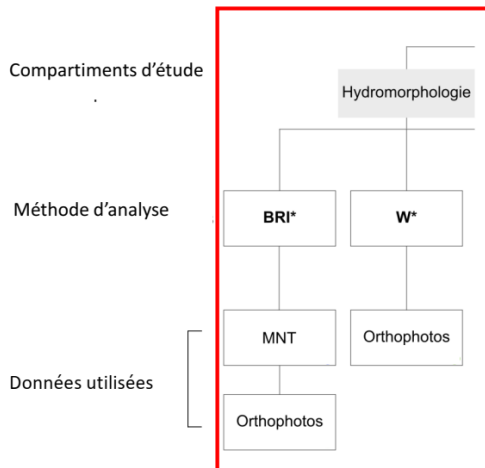 Compartiments d'étude
Hydromorphologie
Méthode d'analyse
BRI*
W*
MNT
Orthophotos
Données utilisées
Orthophotos